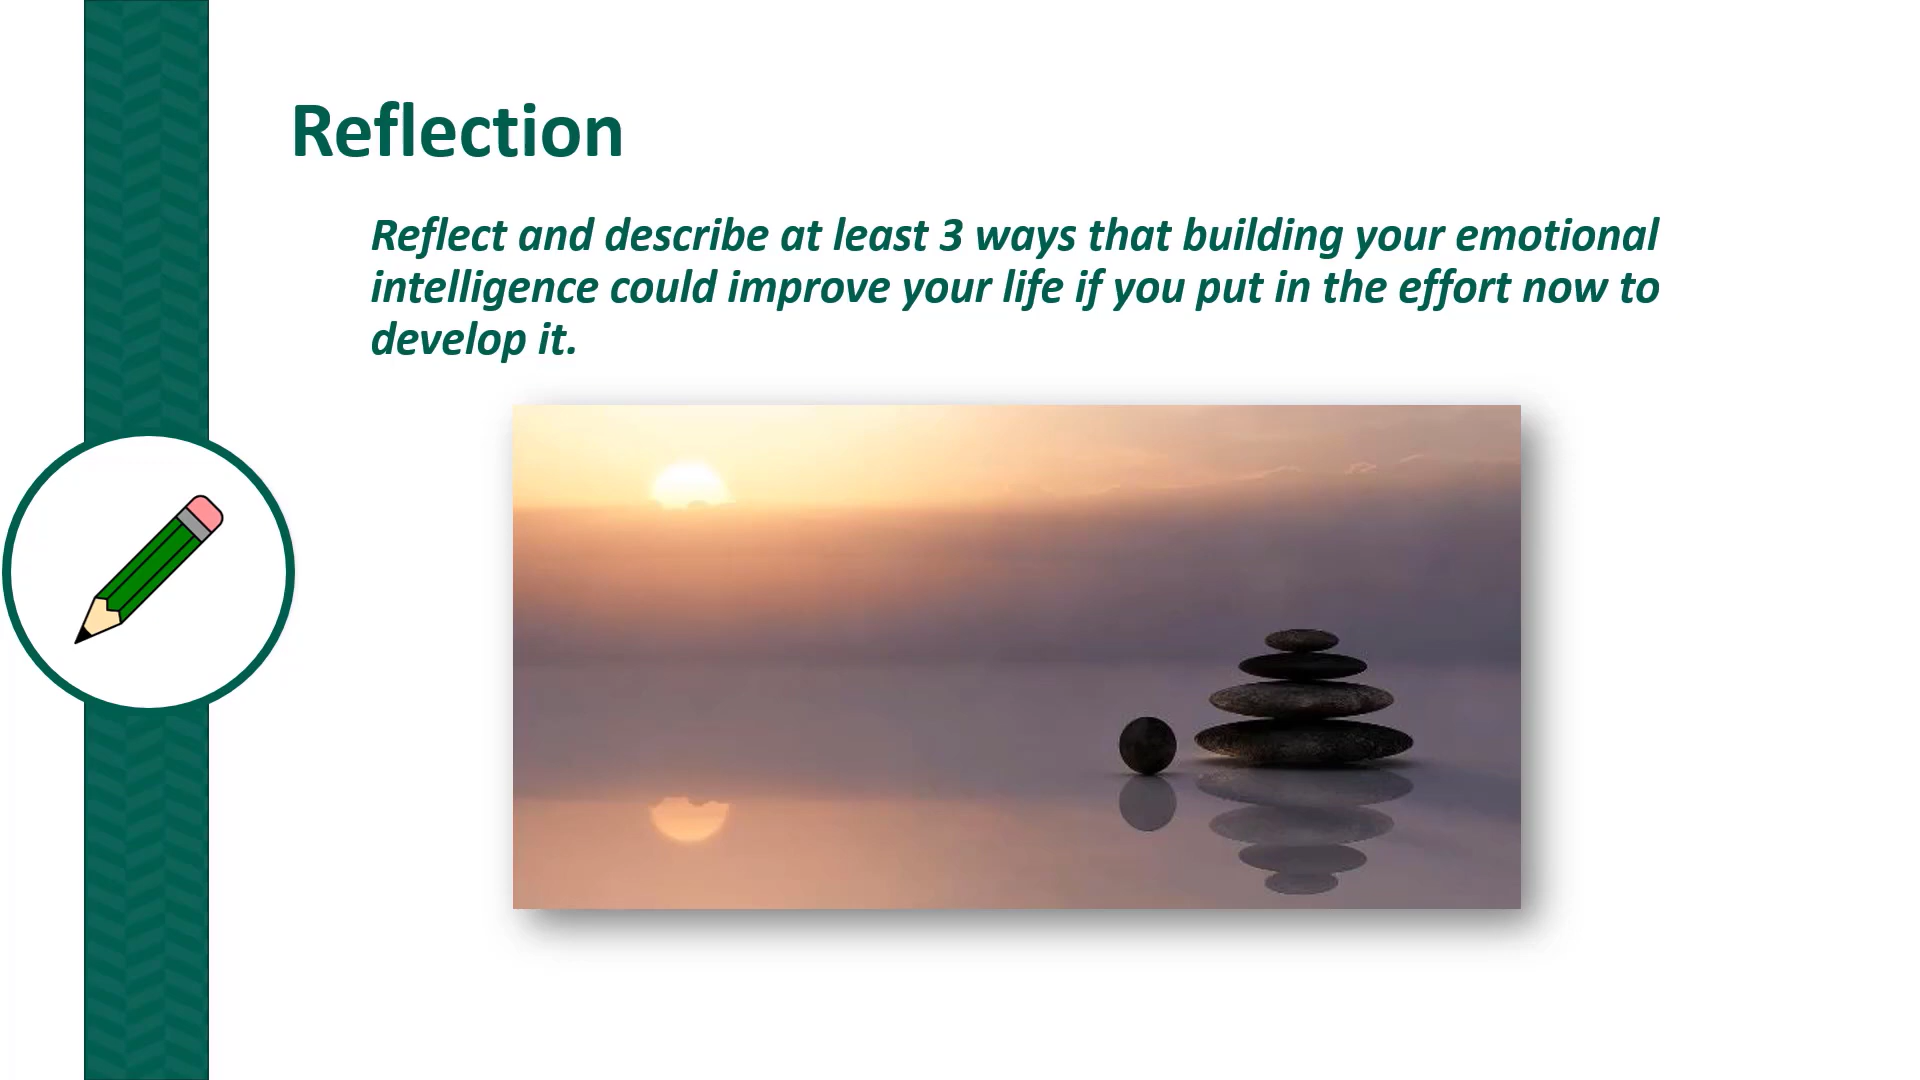 Reflection
Reflect and describe at least 3 ways that building your emotional
intelligence could improve your life if you put in the effort now to
develop it.